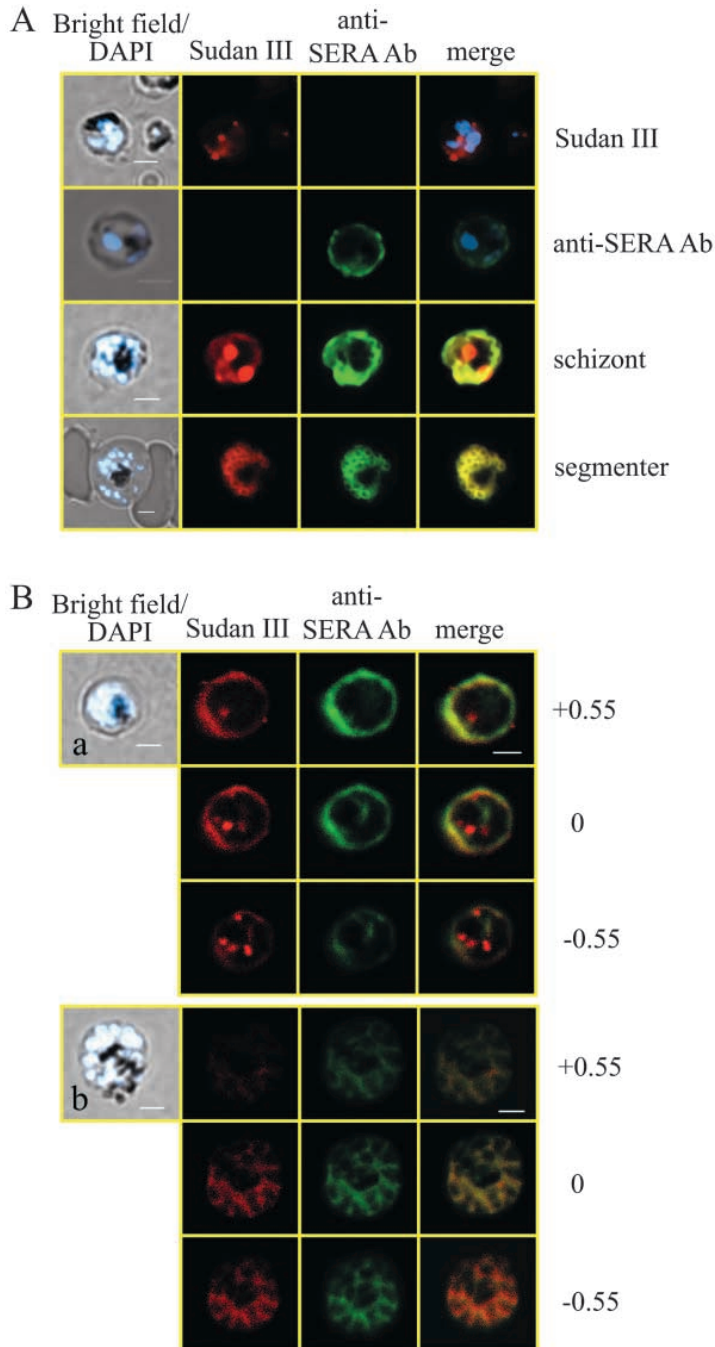 A
Bright field/
DAPI
Sudan III
anti-
SERA Ab
merge
Sudan III
anti-SERA Ab
schizont
segmenter
B
Bright field/
DAPI
Sudan III
anti-
SERA Ab
merge
a
+0.55
0
-0.55
b
+0.55
0
-0.55